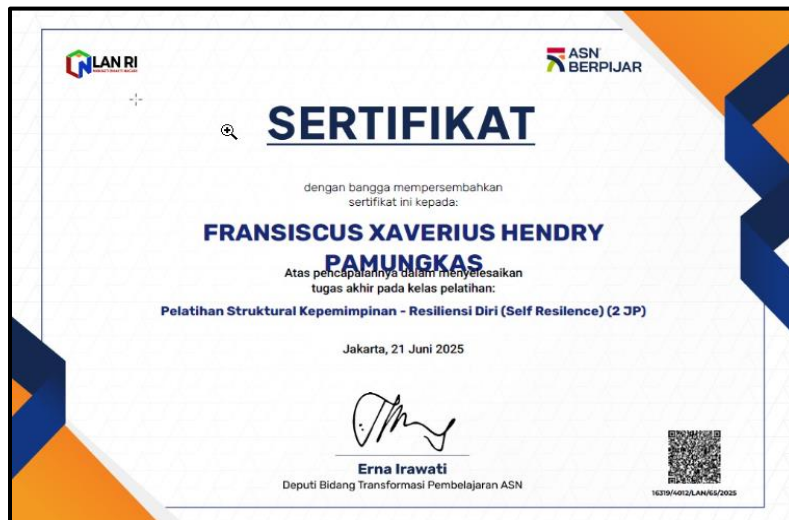 LAN RI
ASN
BERPIJAR
SERTIFIKAT
dengan bangga mempersembahkan
sertifikat ini kepada:
FRANSISCUS XAVERIUS HENDRY
PAMUNGKAS
Atas pencapaiannya dalam menyelesaikan
tugas akhir pada kelas pelatihan:
Pelatihan Struktural Kepemimpinan - Resiliensi Diri (Self Resilence) (2 JP)
Jakarta, 21 Juni 2025
Erna Irawati
Deputi Bidang Transformasi Pembelajaran ASN
16319/4012/LAN/65/2025